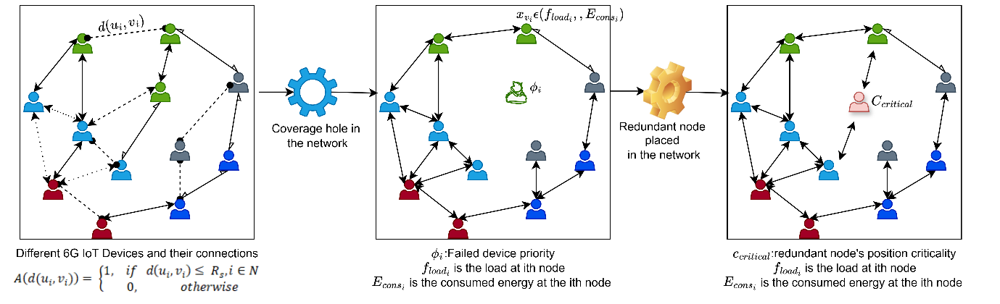 d(u_i, v_i)
x_{v_i}ϵ(f_{load_i}, , E_{cons_i})
ϕ_i
C_{critical}
Coverage hole in
the network
Redundant node
placed
in the network
Different 6G IoT Devices and their connections
A(d(u_i, v_i)) = {1, if d(u_i, v_i) ≤ R_s, i ∈ N
0, otherwise
ϕ_i:Failed device priority
f_{load_i} is the load at ith node
E_{cons_i} is the consumed energy at the ith node
c_{critical}:redundant node's position criticality
f_{load_i} is the load at ith node
E_{cons_i} is the consumed energy at the ith node